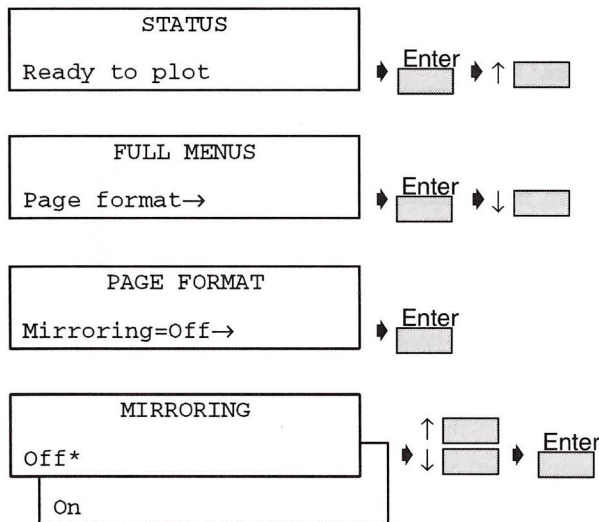 STATUS
Ready to plot
Enter
↑
FULL MENUS
Page format→
Enter
↓
PAGE FORMAT
Mirroring=Off→
Enter
MIRRORING
Off*
↑
↓
Enter
On